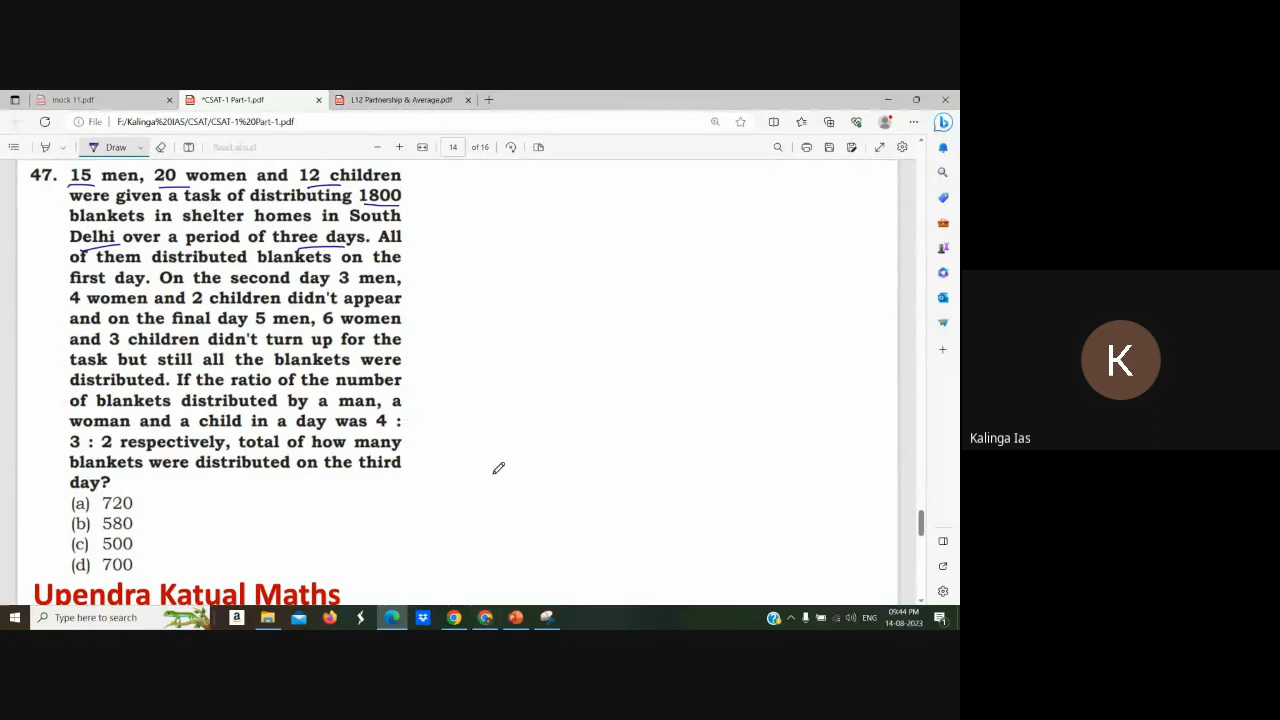 mock 11.pdf
*CSAT-1 Part-1.pdf
L12 Partnership & Average.pdf
File
F:/Kalinga%20IAS/CSAT/CSAT-1%20Part-1.pdf
Draw
Read aloud
14
of 16
47. 15 men, 20 women and 12 children
were given a task of distributing 1800
blankets in shelter homes in South
Delhi over a period of three days. All
of them distributed blankets on the
first day. On the second day 3 men,
4 women and 2 children didn't appear
and on the final day 5 men, 6 women
and 3 children didn't turn up for the
task but still all the blankets were
distributed. If the ratio of the number
of blankets distributed by a man, a
woman and a child in a day was 4 :
3 : 2 respectively, total of how many
blankets were distributed on the third
day?
(a) 720
(b) 580
(c) 500
(d) 700
Upendra Katual Maths
K
Kalinga Ias
Type here to search
a
ENG
09:44 PM
14-08-2023